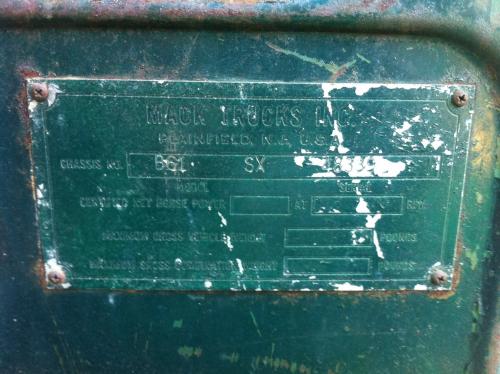 MACK TRUCKS INC.
PLAINFIELD, N.J., U.S.A.
CHASSIS NO. SX
MODEL SERIAL
CERTIFIED NET HORSE POWER AT RPM
MAXIMUM GROSS VEHICLE WEIGHT POUNDS
MAXIMUM GROSS COMBINATION WEIGHT POUNDS